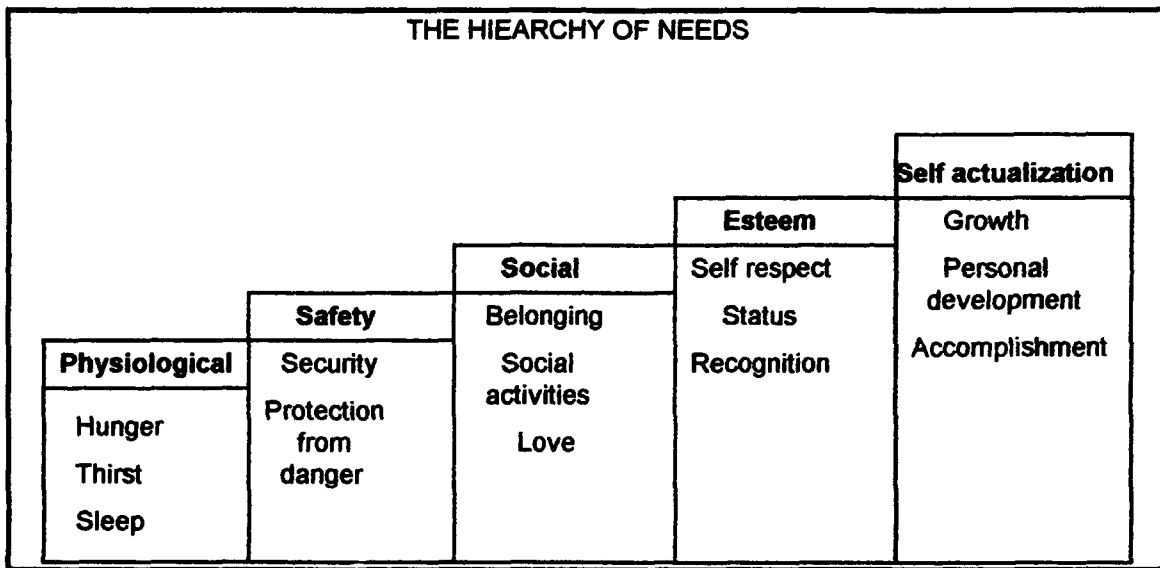 THE HIEARCHY OF NEEDS
Physiological
Hunger
Thirst
Sleep
Safety
Security
Protection
from
danger
Social
Belonging
Social
activities
Love
Esteem
Self respect
Status
Recognition
Self actualization
Growth
Personal
development
Accomplishment